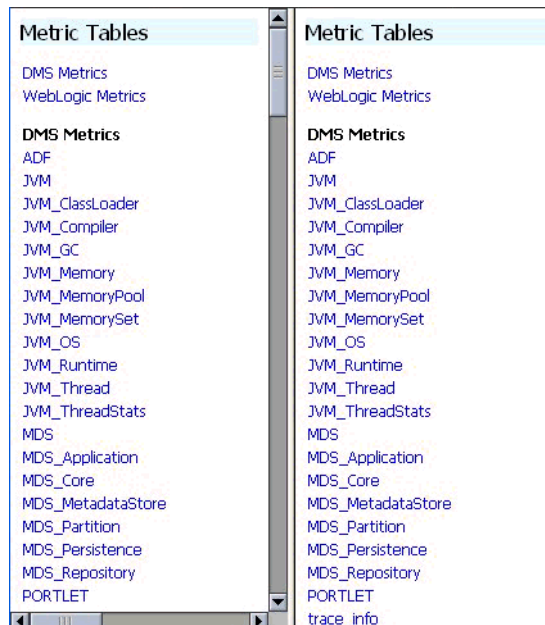 Metric Tables
DMS Metrics
WebLogic Metrics
DMS Metrics
ADF
JVM
JVM_ClassLoader
JVM_Compiler
JVM_GC
JVM_Memory
JVM_MemoryPool
JVM_MemorySet
JVM_OS
JVM_Runtime
JVM_Thread
JVM_ThreadStats
MDS
MDS_Application
MDS_Core
MDS_MetadataStore
MDS_Partition
MDS_Persistence
MDS_Repository
PORTLET
Metric Tables
DMS Metrics
WebLogic Metrics
DMS Metrics
ADF
JVM
JVM_ClassLoader
JVM_Compiler
JVM_GC
JVM_Memory
JVM_MemoryPool
JVM_MemorySet
JVM_OS
JVM_Runtime
JVM_Thread
JVM_ThreadStats
MDS
MDS_Application
MDS_Core
MDS_MetadataStore
MDS_Partition
MDS_Persistence
MDS_Repository
PORTLET
trace_info